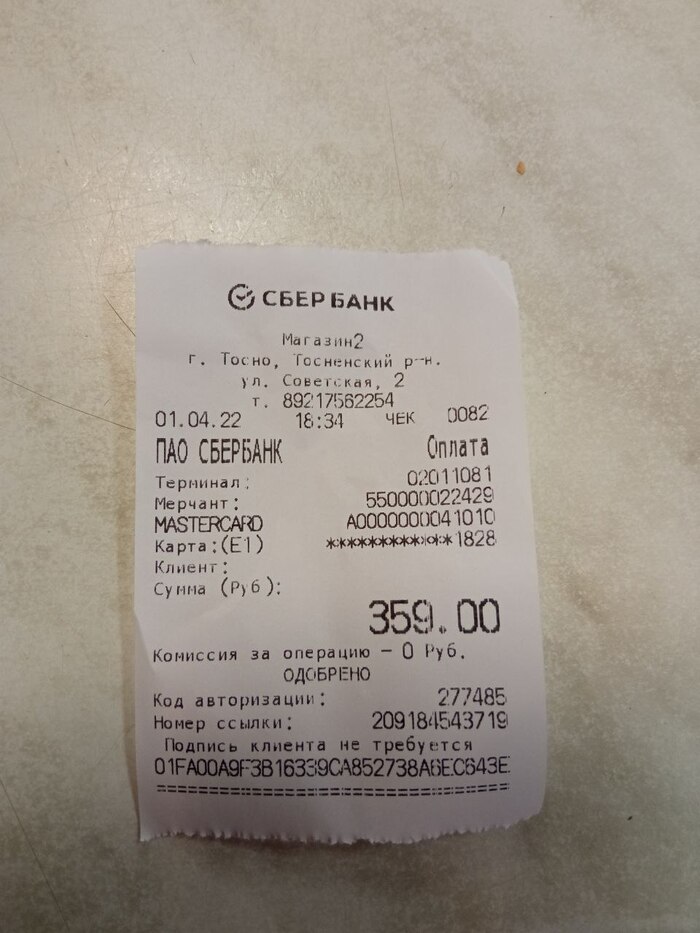 СБЕР БАНК
Магазин2
г. Тосно, Тосненский р-н.
ул. Советская, 2
т. 89217562254
01.04.22 18:34 ЧЕК 0082
ПАО СБЕРБАНК Оплата
Терминал: 02011081
Мерчант: 550000022429
MASTERCARD A0000000041010
Карта:(E1) ************1828
Клиент:
Сумма (Руб):
359.00
Комиссия за операцию – 0 Руб.
ОДОБРЕНО
Код авторизации: 277485
Номер ссылки: 209184543719
Подпись клиента не требуется
01FA00A9F3B16339CA852738A6EC643E
==================================